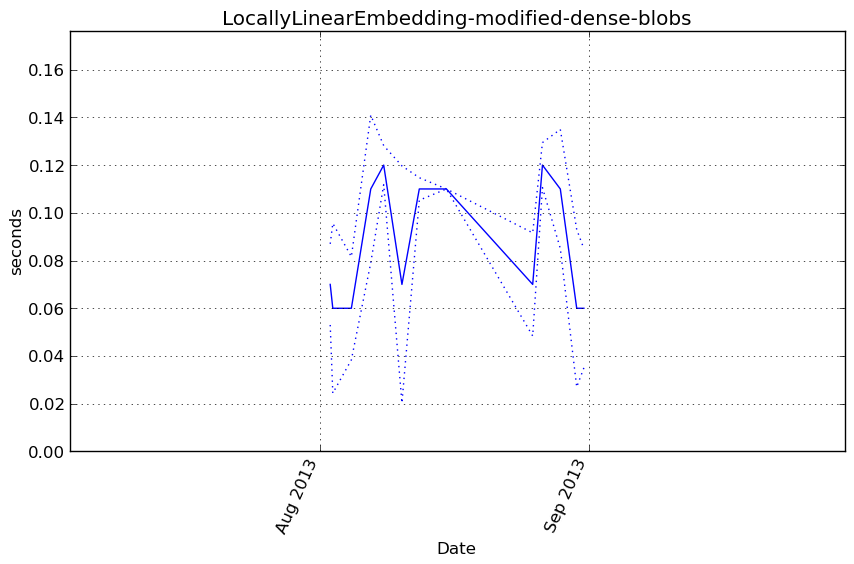 LocallyLinearEmbedding-modified-dense-blobs
0.16
0.14
0.12
0.10
0.08
0.06
0.04
0.02
0.00
seconds
Aug 2013
Sep 2013
Date